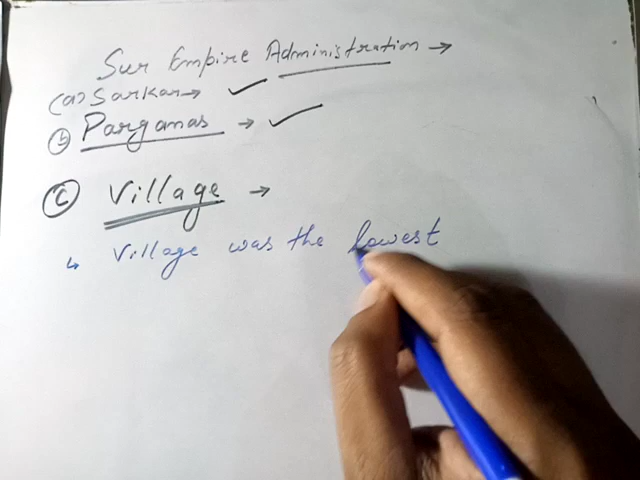 Sur Empire Administration →
(a) Sarkar → ✓
(b) Parganas → ✓
(C) Village →
↳ Village was the lowest